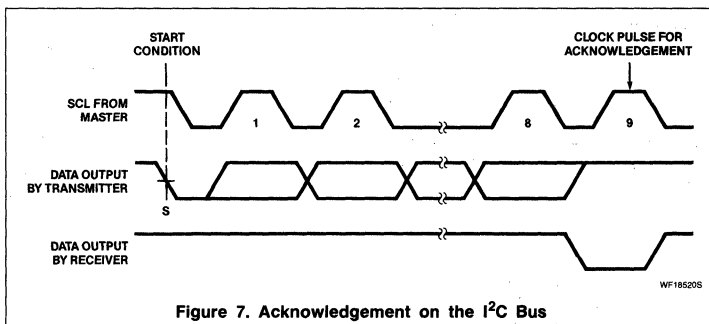 START
CONDITION
CLOCK PULSE FOR
ACKNOWLEDGEMENT
SCL FROM
MASTER
1
2
8
9
DATA OUTPUT
BY TRANSMITTER
S
DATA OUTPUT
BY RECEIVER
WF18520S
Figure 7. Acknowledgement on the I²C Bus